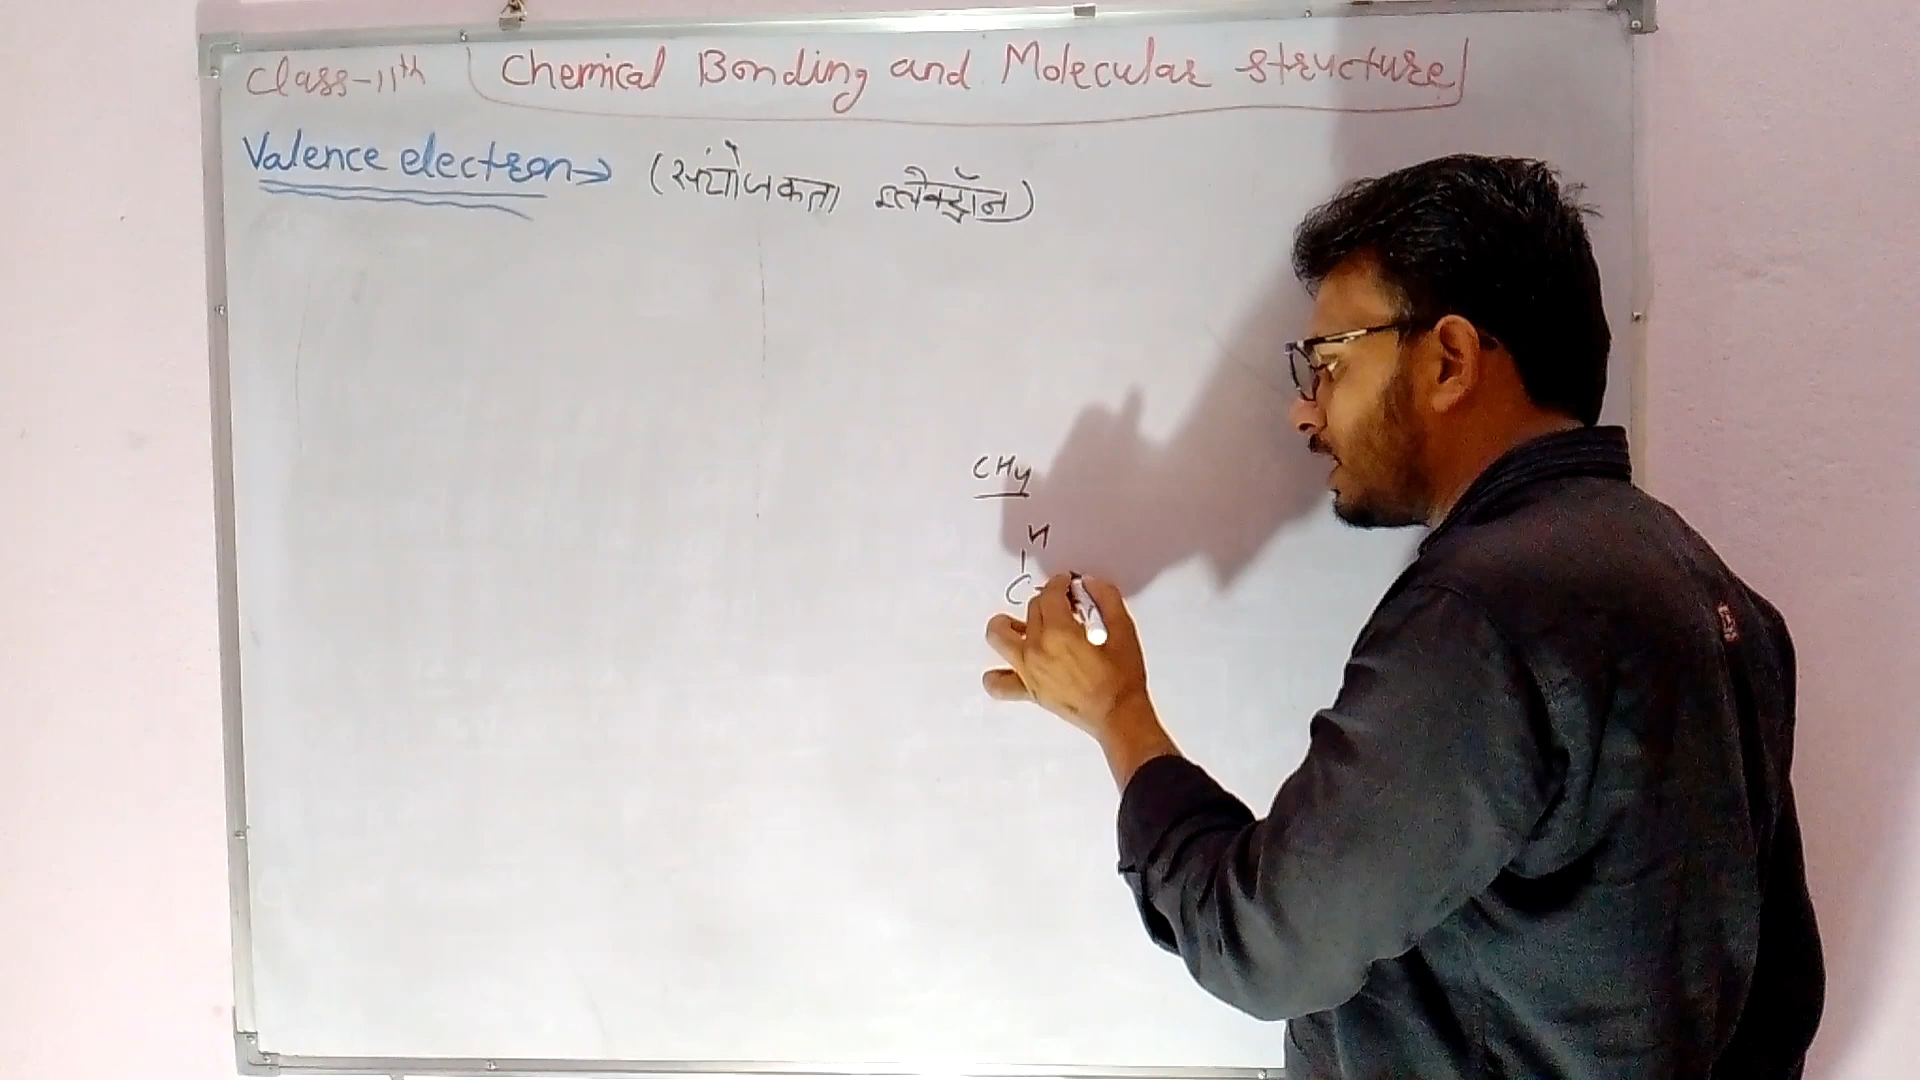 Class-11th Chemical Bonding and Molecular structure
Valence electron→ (संयोजकता इलेक्ट्रॉन)
CH4
H
C-